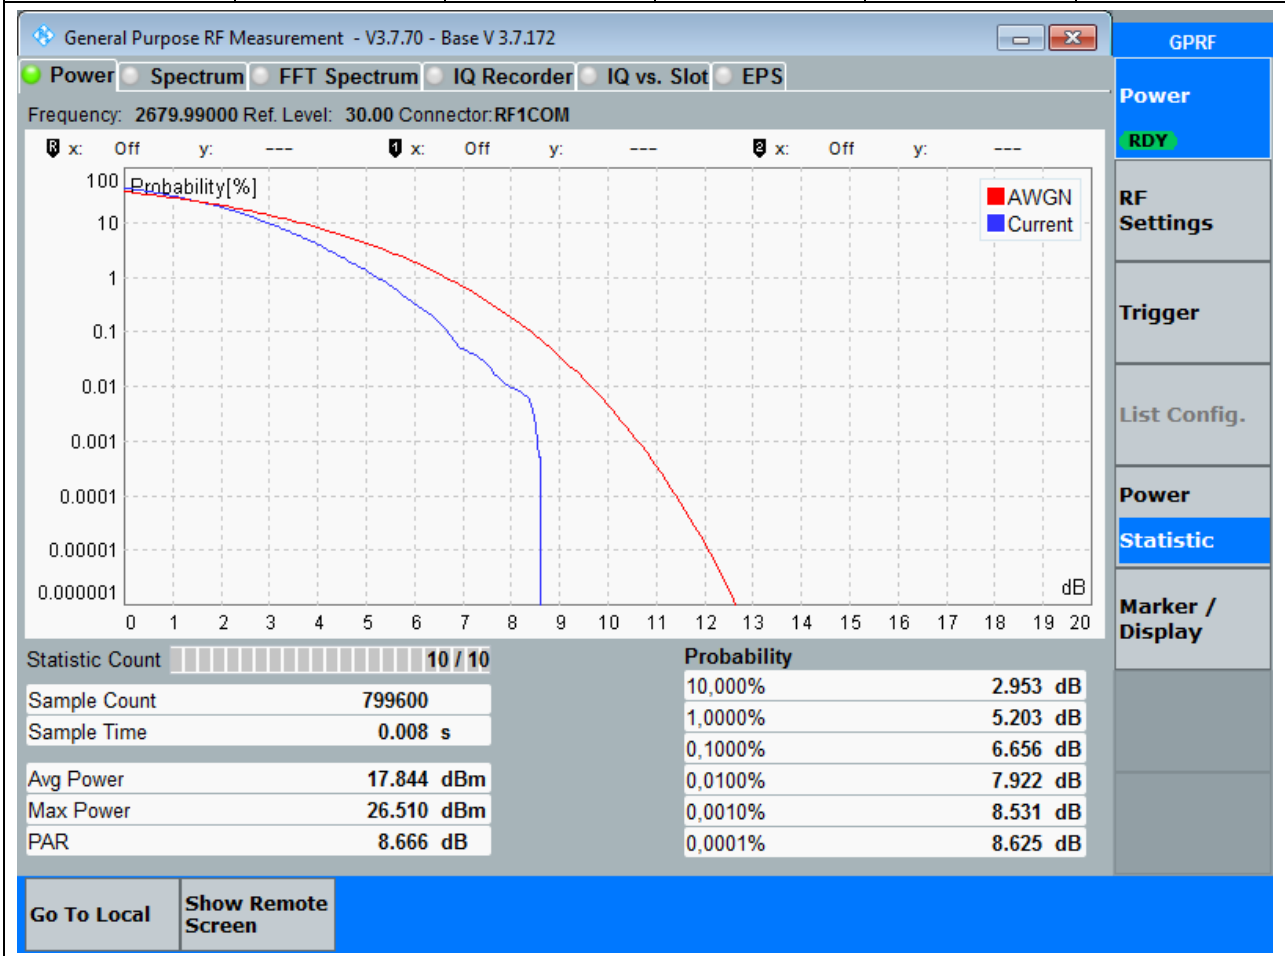 General Purpose RF Measurement - V3.7.70 - Base V 3.7.172
GPRF
Power Spectrum FFT Spectrum IQ Recorder IQ vs. Slot EPS
Frequency: 2679.99000 Ref. Level: 30.00 Connector:RF1COM
R x: Off y: --- 1 x: Off y: --- 2 x: Off y: ---
Probability[%]
AWGN
Current
100
10
1
0.1
0.01
0.001
0.0001
0.00001
0.000001
dB
0 1 2 3 4 5 6 7 8 9 10 11 12 13 14 15 16 17 18 19 20
Statistic Count 10 / 10
Sample Count 799600
Sample Time 0.008 s
Avg Power 17.844 dBm
Max Power 26.510 dBm
PAR 8.666 dB
Probability
10,000% 2.953 dB
1,0000% 5.203 dB
0,1000% 6.656 dB
0,0100% 7.922 dB
0,0010% 8.531 dB
0,0001% 8.625 dB
Power
RDY
RF
Settings
Trigger
List Config.
Power
Statistic
Marker /
Display
Go To Local
Show Remote
Screen